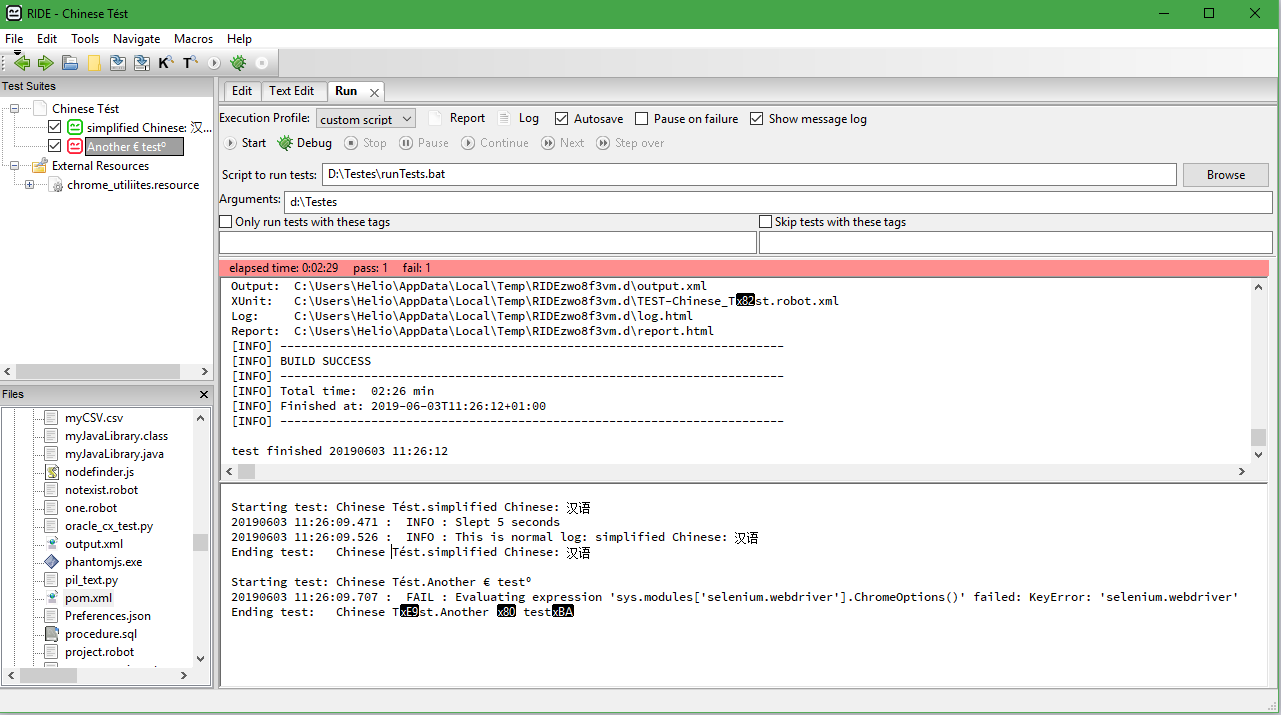 RIDE - Chinese Tést
File Edit Tools Navigate Macros Help
K T
Test Suites
Chinese Tést
simplified Chinese: 汉...
Another € testº
External Resources
chrome_utiliites.resource
Files
myCSV.csv
myJavaLibrary.class
myJavaLibrary.java
nodefinder.js
notexist.robot
one.robot
oracle_cx_test.py
output.xml
phantomjs.exe
pil_text.py
pom.xml
Preferences.json
procedure.sql
project.robot
Edit Text Edit Run
Execution Profile: custom script Report Log Autosave Pause on failure Show message log
Start Debug Stop Pause Continue Next Step over
Script to run tests: D:\Testes\runTests.bat Browse
Arguments: d:\Testes
Only run tests with these tags Skip tests with these tags
elapsed time: 0:02:29 pass: 1 fail: 1
Output: C:\Users\Helio\AppData\Local\Temp\RIDEzwo8f3vm.d\output.xml
XUnit: C:\Users\Helio\AppData\Local\Temp\RIDEzwo8f3vm.d\TEST-Chinese_Tx82st.robot.xml
Log: C:\Users\Helio\AppData\Local\Temp\RIDEzwo8f3vm.d\log.html
Report: C:\Users\Helio\AppData\Local\Temp\RIDEzwo8f3vm.d\report.html
[INFO] ------------------------------------------------------------------------
[INFO] BUILD SUCCESS
[INFO] ------------------------------------------------------------------------
[INFO] Total time: 02:26 min
[INFO] Finished at: 2019-06-03T11:26:12+01:00
[INFO] ------------------------------------------------------------------------
test finished 20190603 11:26:12
Starting test: Chinese Tést.simplified Chinese: 汉语
20190603 11:26:09.471 : INFO : Slept 5 seconds
20190603 11:26:09.526 : INFO : This is normal log: simplified Chinese: 汉语
Ending test: Chinese Tést.simplified Chinese: 汉语
Starting test: Chinese Tést.Another € testº
20190603 11:26:09.707 : FAIL : Evaluating expression 'sys.modules['selenium.webdriver'].ChromeOptions()' failed: KeyError: 'selenium.webdriver'
Ending test: Chinese TxE9st.Another x80 testxBA